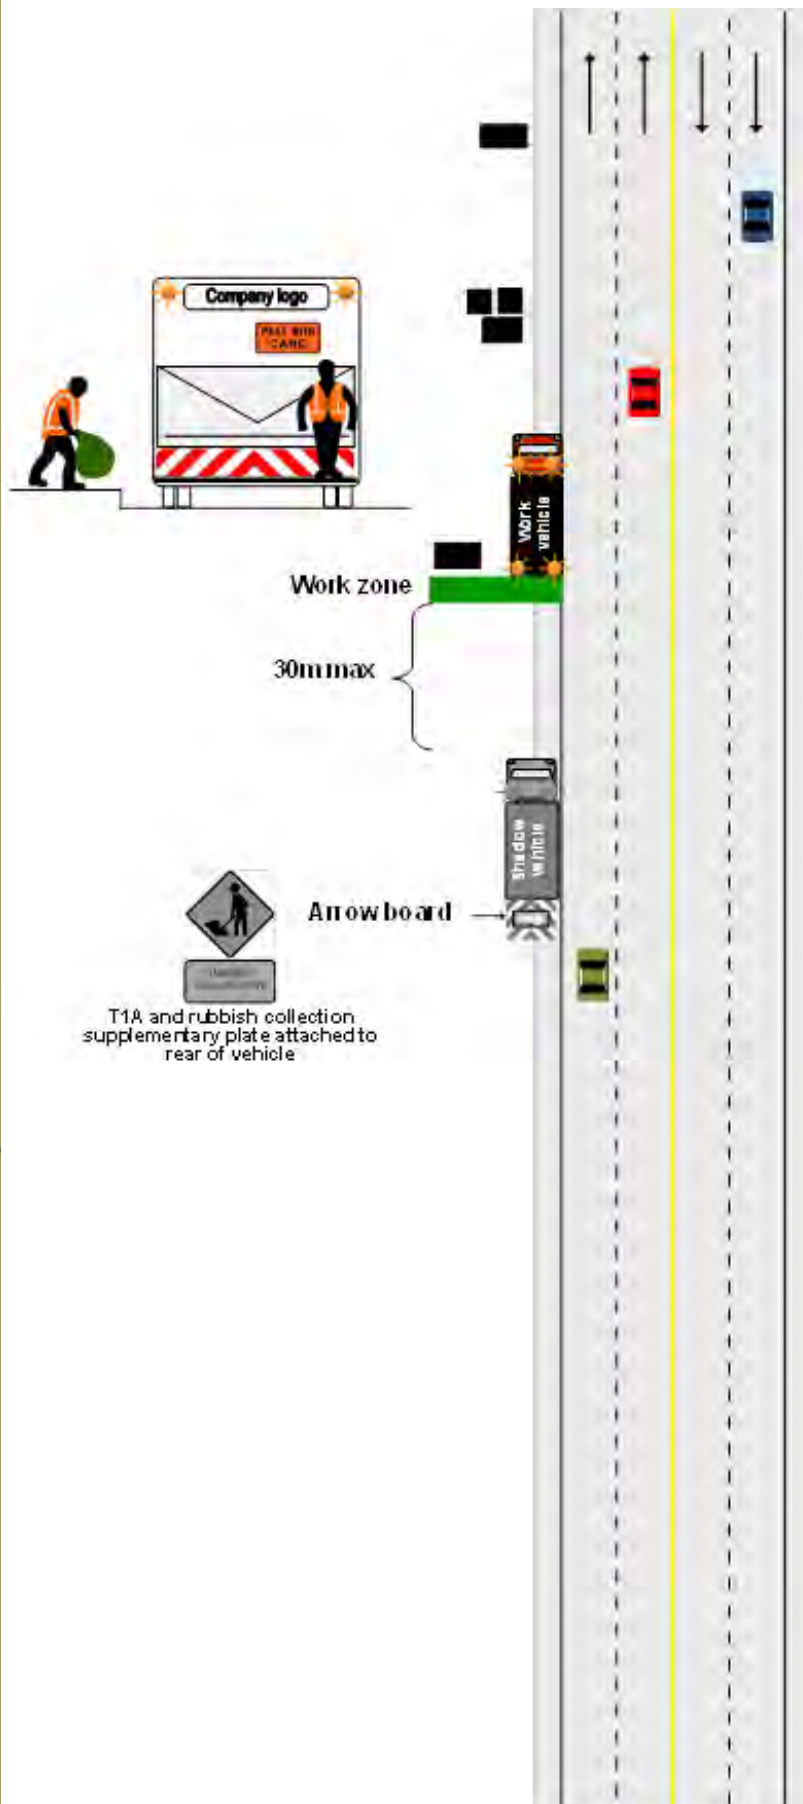 Company logo
PASS WITH
CARE
Work
vehicle
Work zone
30m max
Shadow
vehicle
Arrow board
T1A and rubbish collection
supplementary plate attached to
rear of vehicle